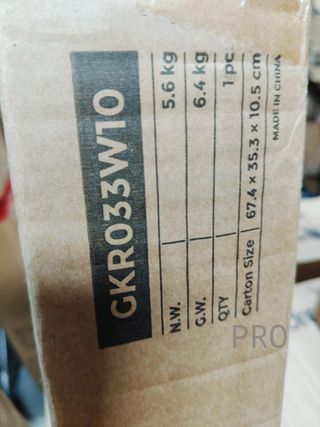 GKR033W10
N.W. | 5.6 kg
G.W. | 6.4 kg
QTY | 1 pc
Carton Size | 67.4 × 35.3 × 10.5 cm
MADE IN CHINA
PRO